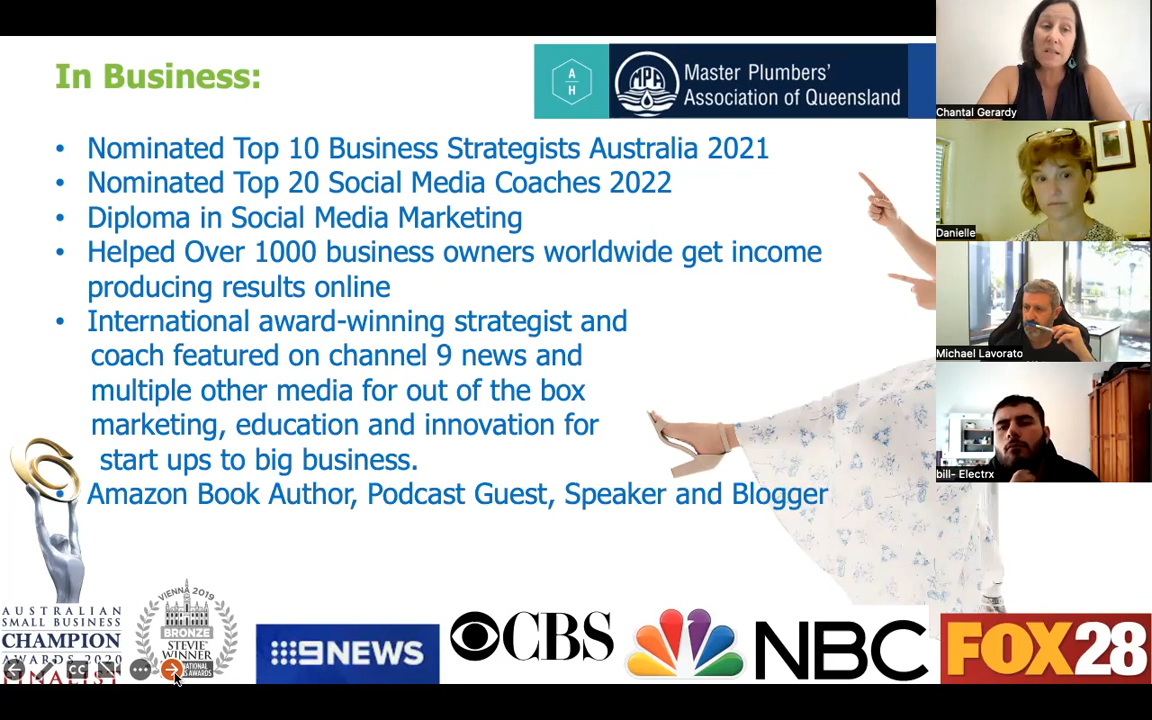 In Business:
A
H
MPA
Master Plumbers'
Association of Queensland
• Nominated Top 10 Business Strategists Australia 2021
• Nominated Top 20 Social Media Coaches 2022
• Diploma in Social Media Marketing
• Helped Over 1000 business owners worldwide get income
producing results online
• International award-winning strategist and
coach featured on channel 9 news and
multiple other media for out of the box
marketing, education and innovation for
start ups to big business.
• Amazon Book Author, Podcast Guest, Speaker and Blogger
AUSTRALIAN
SMALL BUSINESS
CHAMPION
AWARDS 2020
FINALIST
VIENNA 2019
BRONZE
STEVIE
WINNER
CC
9NEWS
CBS
NBC
FOX28
Chantal Gerardy
Danielle
Michael Lavorato
bill- Electrx